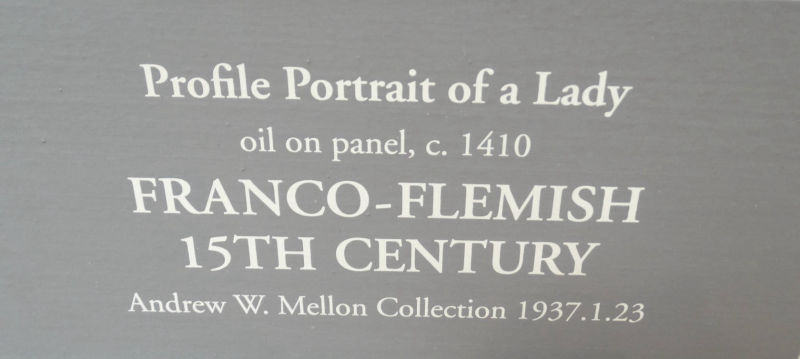 Profile Portrait of a Lady
oil on panel, c. 1410
FRANCO-FLEMISH
15TH CENTURY
Andrew W. Mellon Collection 1937.1.23